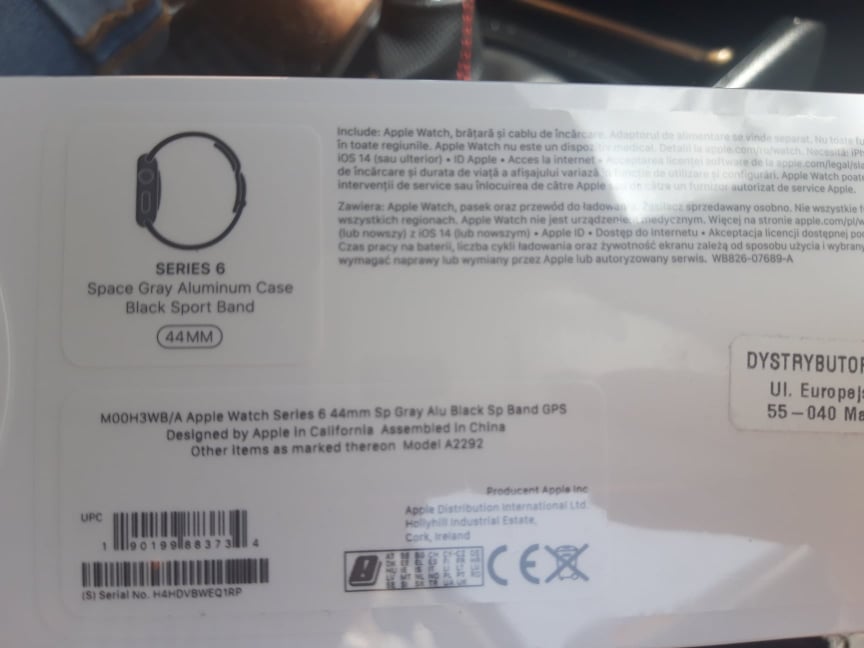 SERIES 6
Space Gray Aluminum Case
Black Sport Band
44MM
Include: Apple Watch, brățară și cablu de încărcare. Adaptorul de alimentare se vinde separat. Nu toate
în toate regiunile. Apple Watch nu este un dispozitiv medical. Detalii la apple.com/ro/watch. Necesită:
iOS 14 (sau ulterior) • ID Apple • Acces la internet • Acceptarea licenței software de la apple.com/legal/sla
de încărcare și durata de viață a afișajului variază în funcție de utilizare și configurări. Apple Watch poate
intervenții de service sau înlocuirea de către Apple sau de către un furnizor autorizat de service Apple.
Zawiera: Apple Watch, pasek oraz przewód do ładowania. Zasilacz sprzedawany osobno. Nie wszystkie
wszystkich regionach. Apple Watch nie jest urządzeniem medycznym. Więcej na stronie apple.com/pl/
(lub nowszy) z iOS 14 (lub nowszym) • Apple ID • Dostęp do Internetu • Akceptacja licencji dostępnej
Czas pracy na baterii, liczba cykli ładowania oraz żywotność ekranu zależą od sposobu użycia i
wymagać naprawy lub wymiany przez Apple lub autoryzowany serwis. WB826-07689-A
DYSTRYBUTOR
Ul.
55-040
M00H3WB/A Apple Watch Series 6 44mm Sp Gray Alu Black Sp Band GPS
Designed by Apple in California Assembled in China
Other items as marked thereon Model A2292
Producent Apple Inc
Apple Distribution International Ltd.
Hollyhill Industrial Estate,
Cork, Ireland
UPC
1 90199 88373 4
(S) Serial No. H4HDVBWEQ1RP
CE